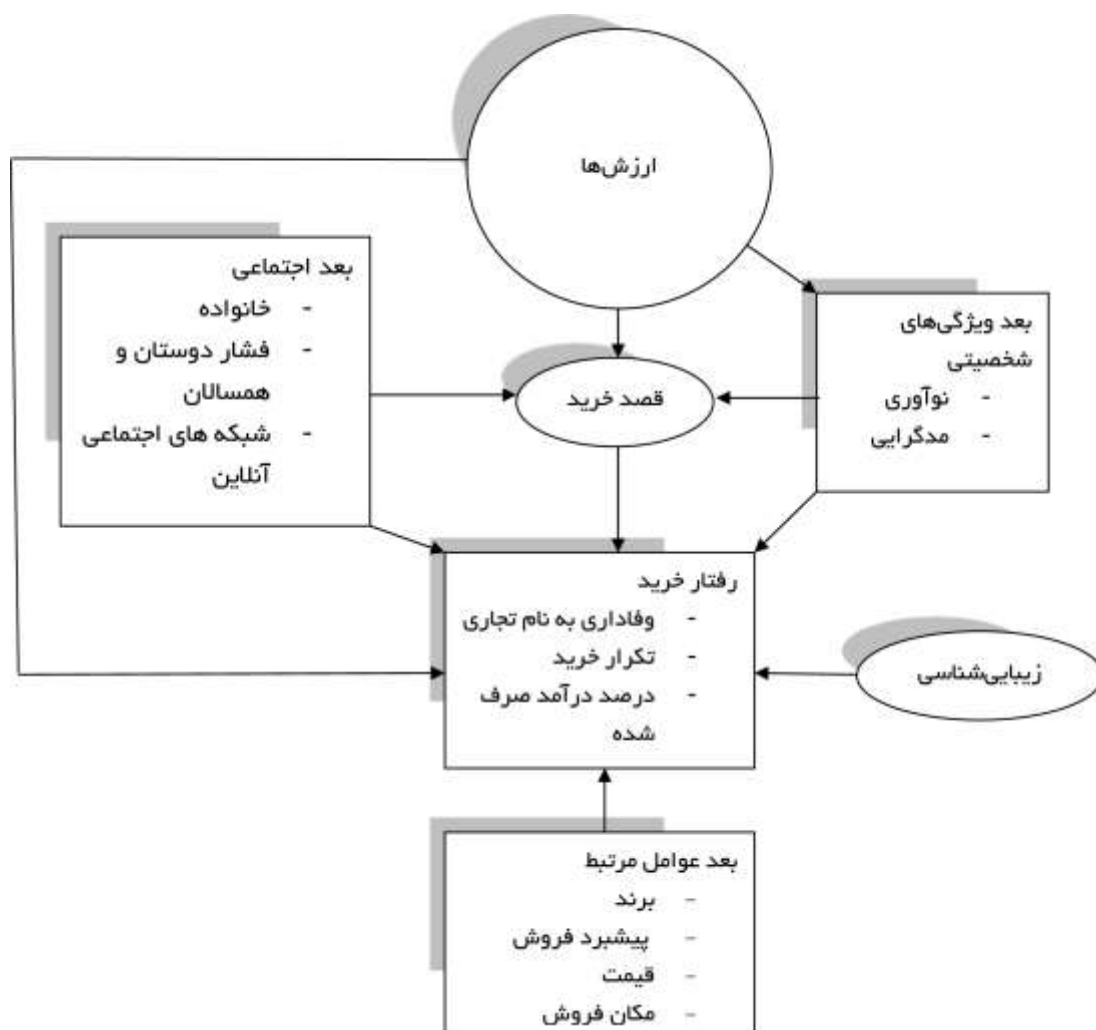 ارزش‌ها
بعد اجتماعی
- خانواده
- فشار دوستان و
همسالان
- شبکه های اجتماعی
آنلاین
بعد ویژگی‌های
شخصیتی
- نوآوری
- مدگرایی
قصد خرید
رفتار خرید
- وفاداری به نام تجاری
- تکرار خرید
- درصد درآمد صرف
شده
زیبایی‌شناسی
بعد عوامل مرتبط
- برند
- پیشبرد فروش
- قیمت
- مکان فروش